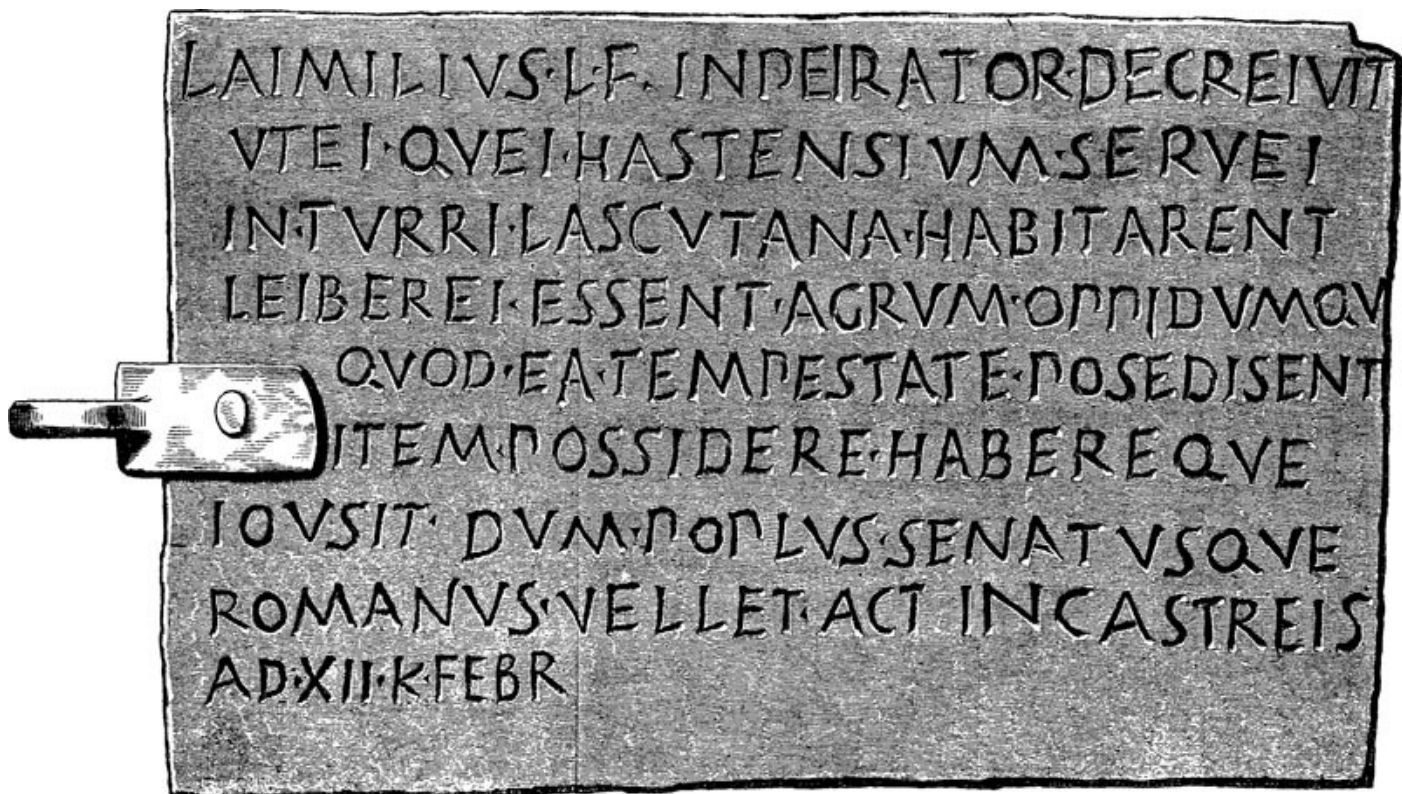 LAIMILIVS·L·F·INPEIRATOR·DECREIVIT
VTEI·QVEI·HASTENSIVM·SERVEI
IN·TVRRI·LASCVTANA·HABITARENT
LEIBEREI·ESSENT·AGRVM·OPPIDVMQV
QVOD·EA·TEMPESTATE·POSEDISENT
ITEM·POSSIDERE·HABEREQVE
IOVSIT·DVM·POPLVS·SENATVSQVE
ROMANVS·VELLET·ACT INCASTREIS
AD·XII·K·FEBR